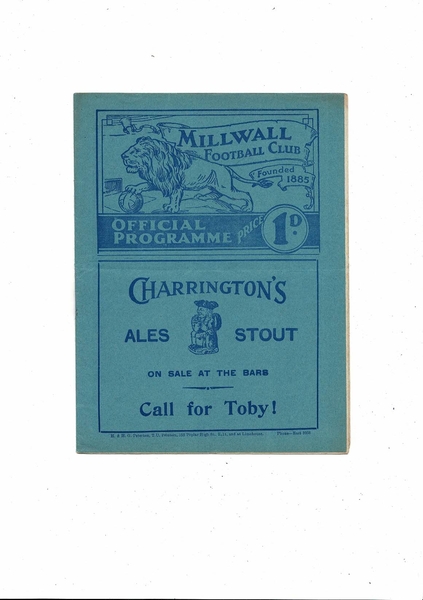 MILLWALL
FOOTBALL CLUB
Founded
1885
OFFICIAL
PROGRAMME
PRICE
1D.
CHARRINGTON'S
ALES STOUT
ON SALE AT THE BARS
Call for Toby!